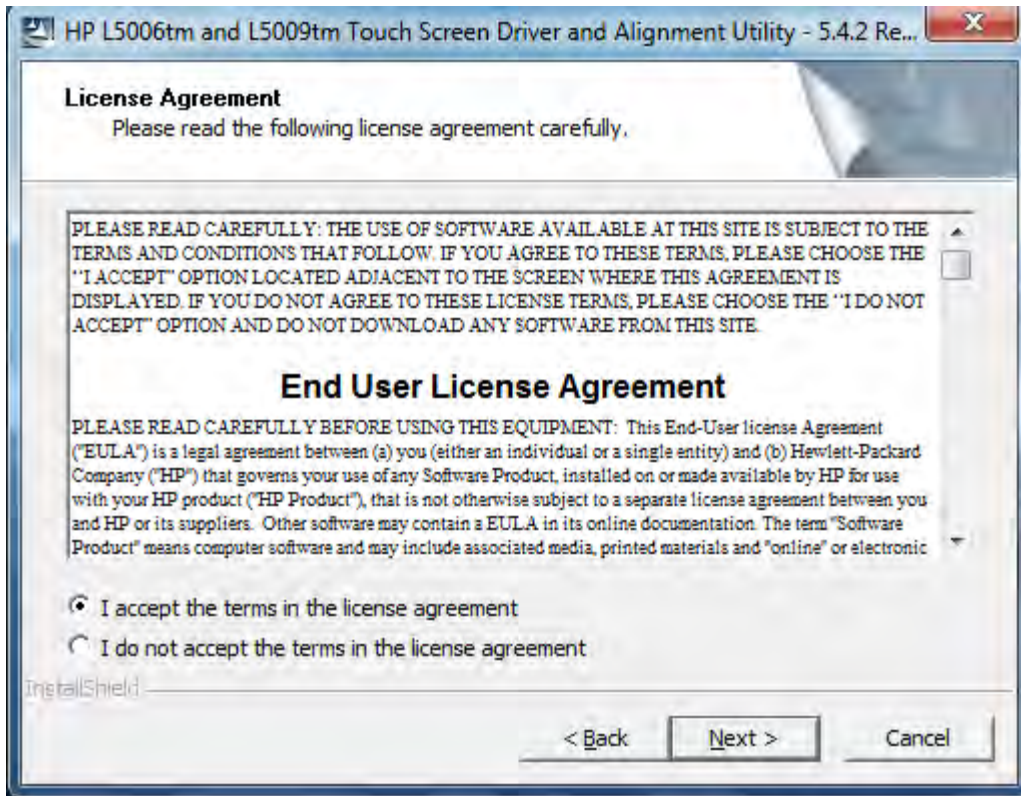 HP L5006tm and L5009tm Touch Screen Driver and Alignment Utility - 5.4.2 Re...
License Agreement
Please read the following license agreement carefully.
PLEASE READ CAREFULLY: THE USE OF SOFTWARE AVAILABLE AT THIS SITE IS SUBJECT TO THE
TERMS AND CONDITIONS THAT FOLLOW. IF YOU AGREE TO THESE TERMS, PLEASE CHOOSE THE
''I ACCEPT'' OPTION LOCATED ADJACENT TO THE SCREEN WHERE THIS AGREEMENT IS
DISPLAYED. IF YOU DO NOT AGREE TO THESE LICENSE TERMS, PLEASE CHOOSE THE ''I DO NOT
ACCEPT'' OPTION AND DO NOT DOWNLOAD ANY SOFTWARE FROM THIS SITE.
End User License Agreement
PLEASE READ CAREFULLY BEFORE USING THIS EQUIPMENT: This End-User license Agreement
("EULA") is a legal agreement between (a) you (either an individual or a single entity) and (b) Hewlett-Packard
Company ("HP") that governs your use of any Software Product, installed on or made available by HP for use
with your HP product ("HP Product"), that is not otherwise subject to a separate license agreement between you
and HP or its suppliers. Other software may contain a EULA in its online documentation. The term "Software
Product" means computer software and may include associated media, printed materials and "online" or electronic
I accept the terms in the license agreement
I do not accept the terms in the license agreement
InstallShield
< Back
Next >
Cancel